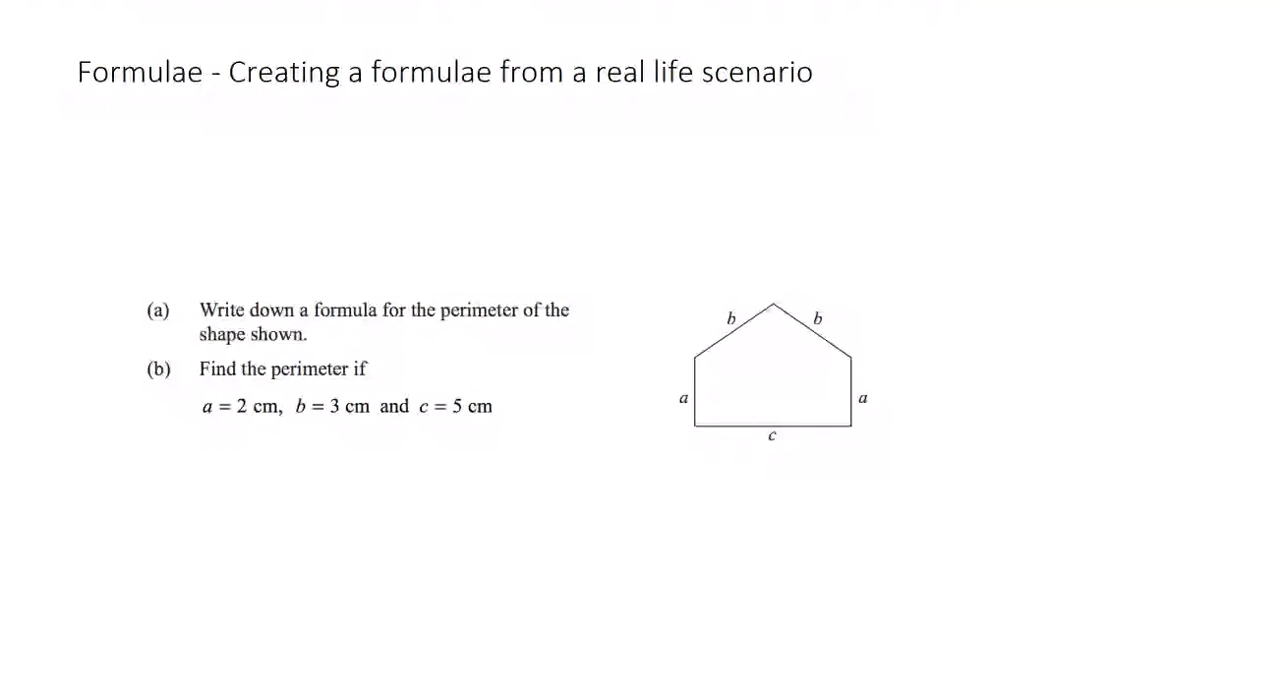 Formulae - Creating a formulae from a real life scenario
(a) Write down a formula for the perimeter of the
shape shown.
(b) Find the perimeter if
a = 2 cm, b = 3 cm and c = 5 cm
b b
a a
c